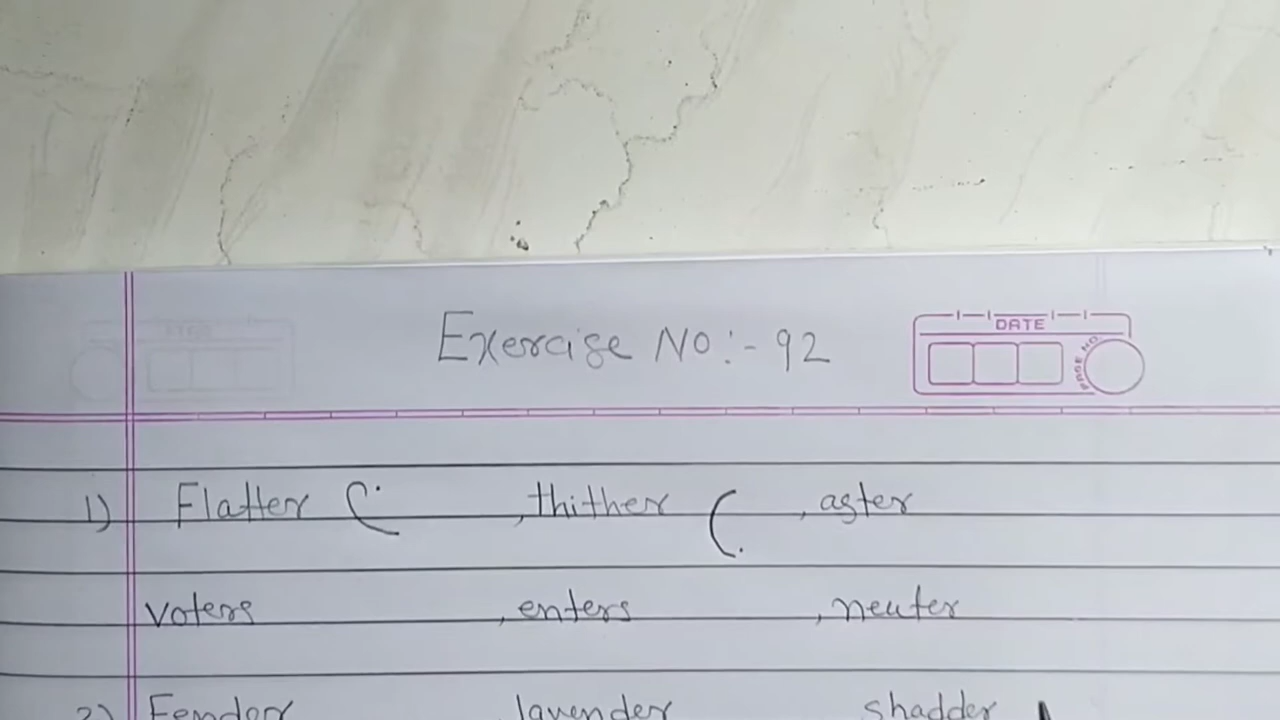 Exercise No:- 92
DATE
PAGE NO
1) Flatter , thither , aster
voters , enters , neuter
2) Fender lavender shadder